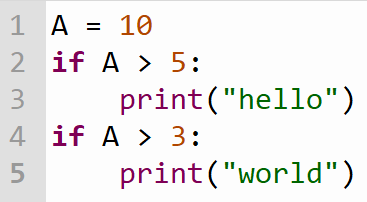 1 A = 10
2 if A > 5:
3     print("hello")
4 if A > 3:
5     print("world")